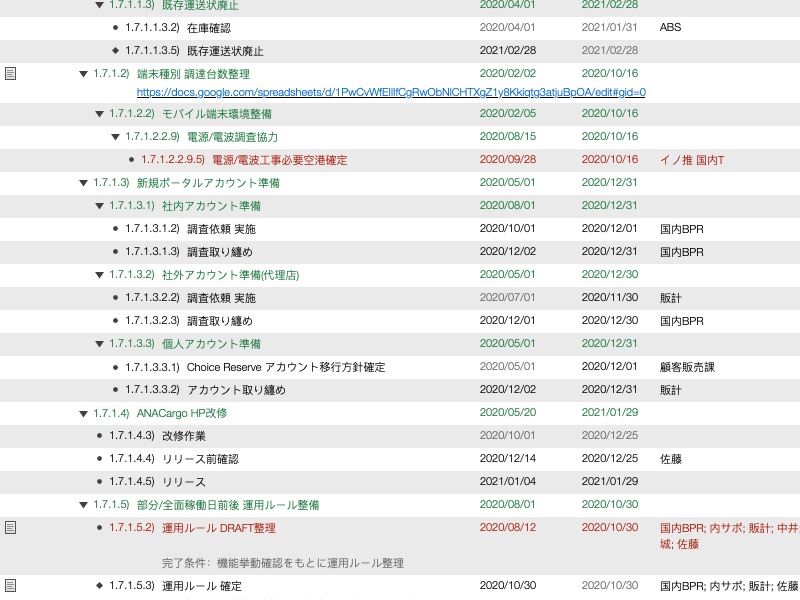 1.7.1.1.3) 既存運送状廃止 2020/04/01 2021/02/28
1.7.1.1.3.2) 在庫確認 2020/04/01 2021/01/31 ABS
1.7.1.1.3.5) 既存運送状廃止 2021/02/28 2021/02/28
1.7.1.2) 端末種別 調達台数整理 2020/02/02 2020/10/16
https://docs.google.com/spreadsheets/d/1PwCvWfEIlIfCgRwObNlCHTXgZ1y8Kkiqtg3atjuBpOA/edit#gid=0
1.7.1.2.2) モバイル端末環境整備 2020/02/05 2020/10/16
1.7.1.2.2.9) 電源/電波調査協力 2020/08/15 2020/10/16
1.7.1.2.2.9.5) 電源/電波工事必要空港確定 2020/09/28 2020/10/16 イノ推 国内T
1.7.1.3) 新規ポータルアカウント準備 2020/05/01 2020/12/31
1.7.1.3.1) 社内アカウント準備 2020/08/01 2020/12/31
1.7.1.3.1.2) 調査依頼 実施 2020/10/01 2020/12/01 国内BPR
1.7.1.3.1.3) 調査取り纏め 2020/12/02 2020/12/31 国内BPR
1.7.1.3.2) 社外アカウント準備(代理店) 2020/05/01 2020/12/30
1.7.1.3.2.2) 調査依頼 実施 2020/07/01 2020/11/30 販計
1.7.1.3.2.3) 調査取り纏め 2020/12/01 2020/12/30 国内BPR
1.7.1.3.3) 個人アカウント準備 2020/05/01 2020/12/31
1.7.1.3.3.1) Choice Reserve アカウント移行方針確定 2020/05/01 2020/12/01 顧客販売課
1.7.1.3.3.2) アカウント取り纏め 2020/12/02 2020/12/31 販計
1.7.1.4) ANACargo HP改修 2020/05/20 2021/01/29
1.7.1.4.3) 改修作業 2020/10/01 2020/12/25
1.7.1.4.4) リリース前確認 2020/12/14 2020/12/25 佐藤
1.7.1.4.5) リリース 2021/01/04 2021/01/29
1.7.1.5) 部分/全面稼働日前後 運用ルール整備 2020/08/01 2020/10/30
1.7.1.5.2) 運用ルール DRAFT整理 2020/08/12 2020/10/30 国内BPR; 内サポ; 販計; 中井;
城; 佐藤
完了条件： 機能挙動確認をもとに運用ルール整理
1.7.1.5.3) 運用ルール 確定 2020/10/30 2020/10/30 国内BPR; 内サポ; 販計; 佐藤